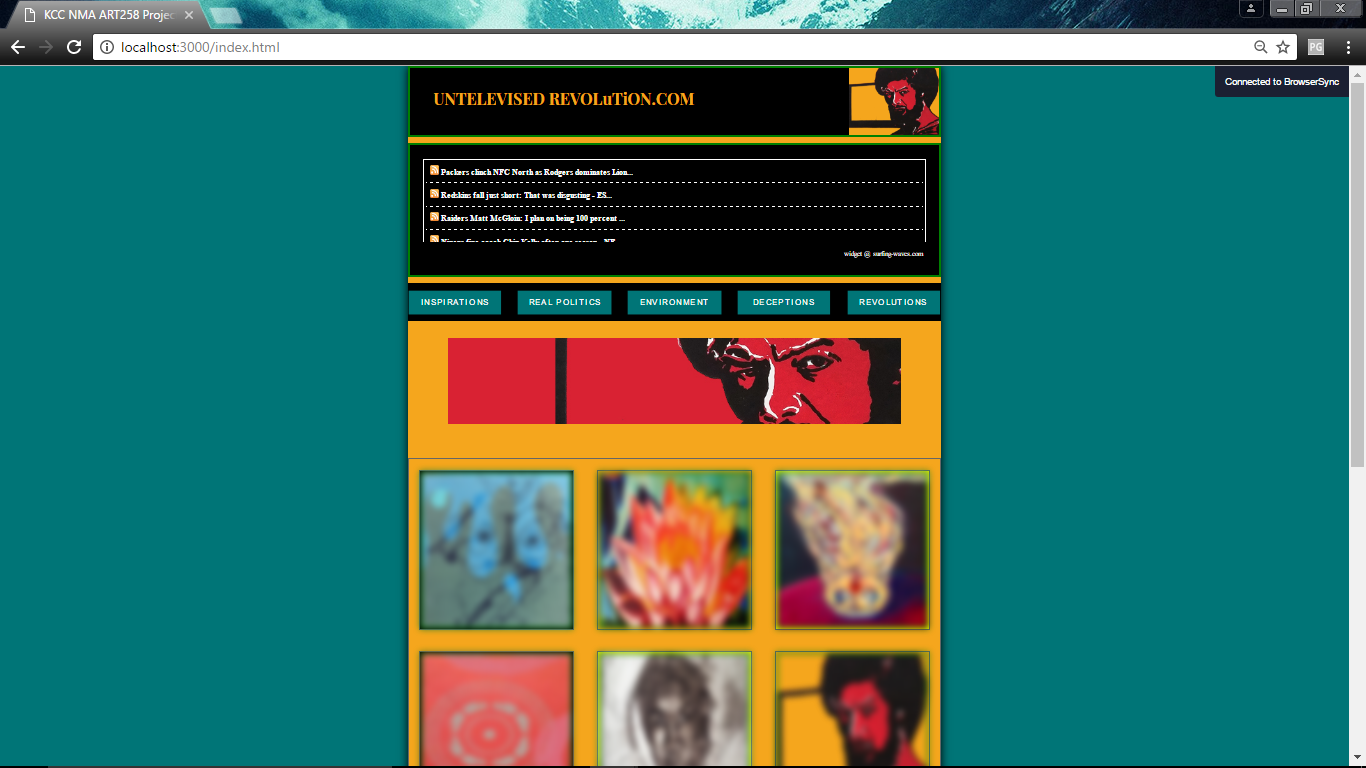 KCC NMA ART258 Projec
localhost:3000/index.html
PG
Connected to BrowserSync
UNTELEVISED REVOLuTiON.COM
Packers clinch NFC North as Rodgers dominates Lion...
Redskins fall just short: That was disgusting - ES...
Raiders Matt McGloin: I plan on being 100 percent ...
widget @ surfing-waves.com
INSPIRATIONS
REAL POLITICS
ENVIRONMENT
DECEPTIONS
REVOLUTIONS